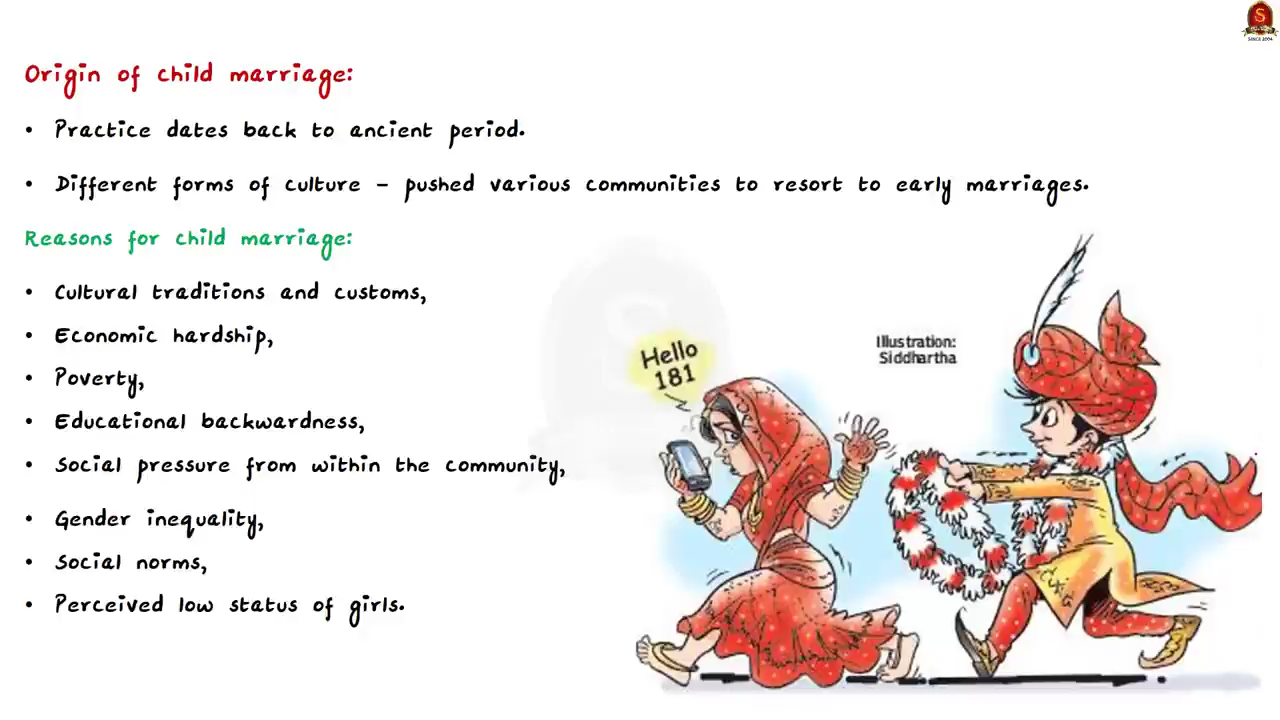 S
SINCE 2004
Origin of child marriage:
• Practice dates back to ancient period.
• Different forms of culture – pushed various communities to resort to early marriages.
Reasons for child marriage:
• Cultural traditions and customs,
• Economic hardship,
• Poverty,
• Educational backwardness,
• Social pressure from within the community,
• Gender inequality,
• Social norms,
• Perceived low status of girls.
Hello
181
Illustration:
Siddhartha
S